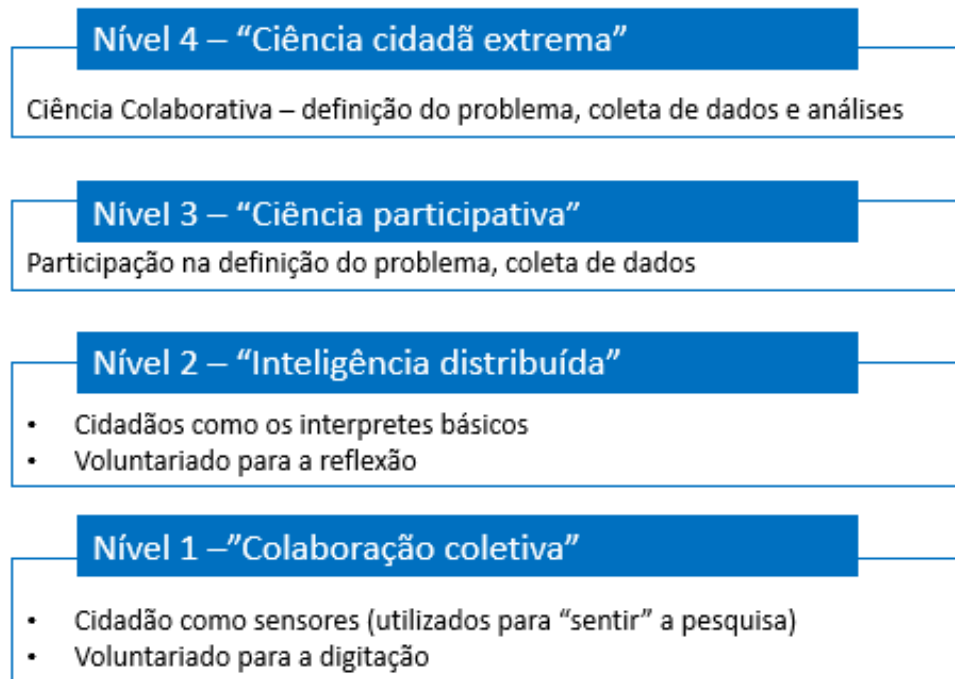 Nível 4 – “Ciência cidadã extrema”
Ciência Colaborativa – definição do problema, coleta de dados e análises
Nível 3 – “Ciência participativa”
Participação na definição do problema, coleta de dados
Nível 2 – “Inteligência distribuída”
• Cidadãos como os interpretes básicos
• Voluntariado para a reflexão
Nível 1 –”Colaboração coletiva”
• Cidadão como sensores (utilizados para “sentir” a pesquisa)
• Voluntariado para a digitação